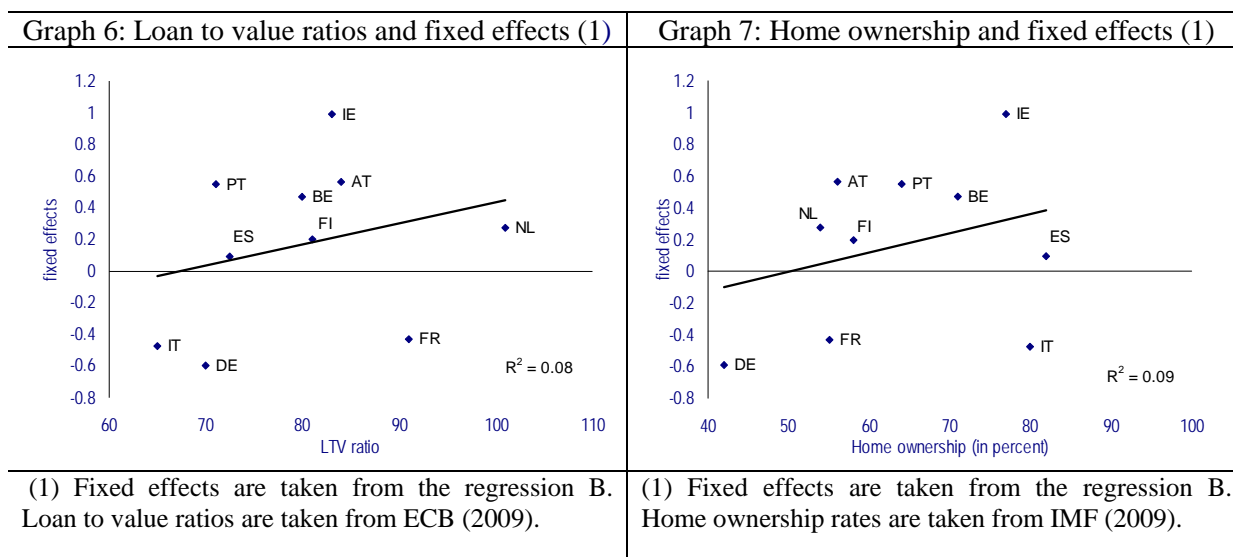 Graph 6: Loan to value ratios and fixed effects (1)
1.2
1
0.8
0.6
0.4
0.2
0
-0.2
-0.4
-0.6
-0.8
fixed effects
IE
PT
AT
BE
FI
NL
ES
IT
FR
DE
R² = 0.08
60 70 80 90 100 110
LTV ratio
(1) Fixed effects are taken from the regression B.
Loan to value ratios are taken from ECB (2009).
Graph 7: Home ownership and fixed effects (1)
1.2
1
0.8
0.6
0.4
0.2
0
-0.2
-0.4
-0.6
-0.8
fixed effects
IE
AT
PT
BE
NL
FI
ES
FR
IT
DE
R² = 0.09
40 50 60 70 80 90 100
Home ownership (in percent)
(1) Fixed effects are taken from the regression B.
Home ownership rates are taken from IMF (2009).